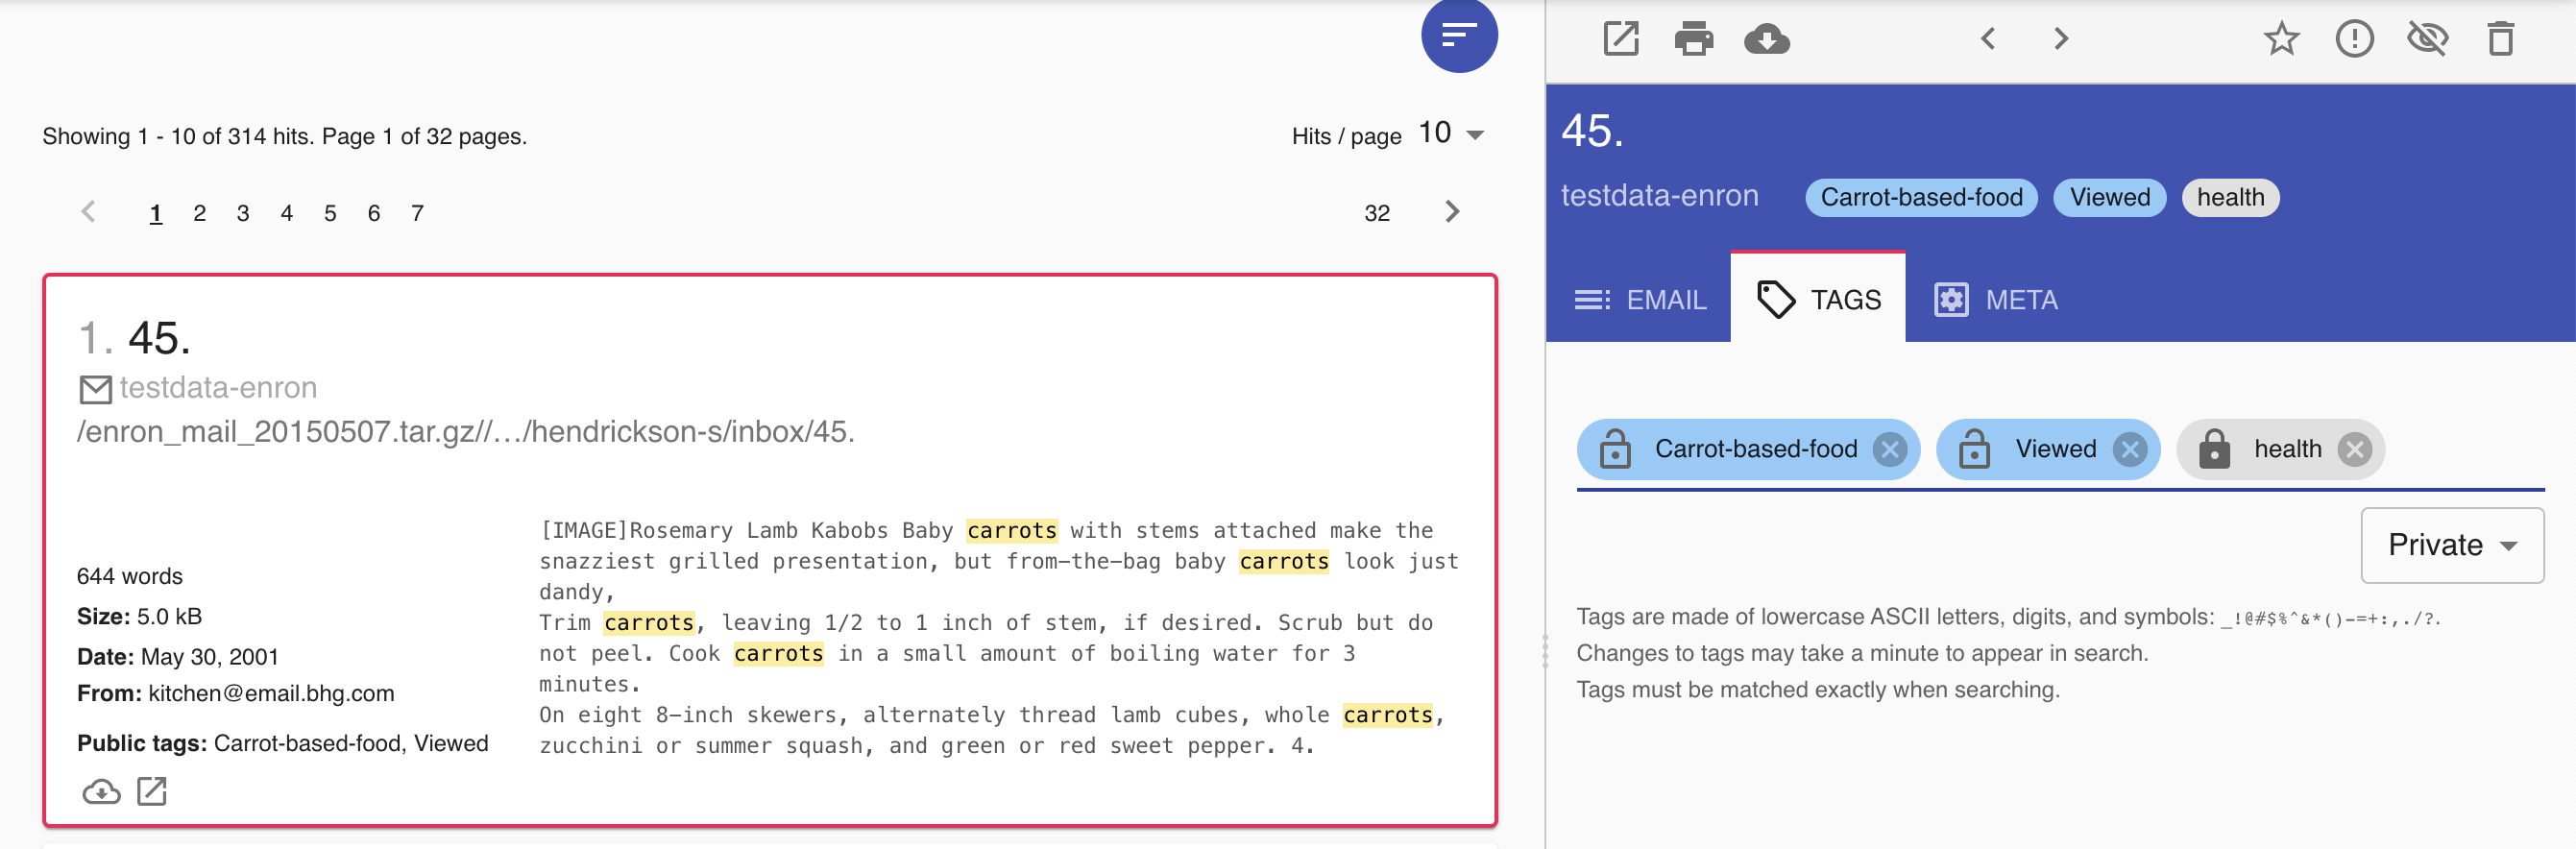 Showing 1 - 10 of 314 hits. Page 1 of 32 pages.
Hits / page 10
1 2 3 4 5 6 7 32
1. 45.
testdata-enron
/enron_mail_20150507.tar.gz//…/hendrickson-s/inbox/45.
644 words
Size: 5.0 kB
Date: May 30, 2001
From: kitchen@email.bhg.com
Public tags: Carrot-based-food, Viewed
[IMAGE]Rosemary Lamb Kabobs Baby carrots with stems attached make the
snazziest grilled presentation, but from-the-bag baby carrots look just
dandy,
Trim carrots, leaving 1/2 to 1 inch of stem, if desired. Scrub but do
not peel. Cook carrots in a small amount of boiling water for 3
minutes.
On eight 8-inch skewers, alternately thread lamb cubes, whole carrots,
zucchini or summer squash, and green or red sweet pepper. 4.
45.
testdata-enron Carrot-based-food Viewed health
EMAIL TAGS META
Carrot-based-food Viewed health
Private
Tags are made of lowercase ASCII letters, digits, and symbols: _!@#$%^&*()-=+:,./?.
Changes to tags may take a minute to appear in search.
Tags must be matched exactly when searching.